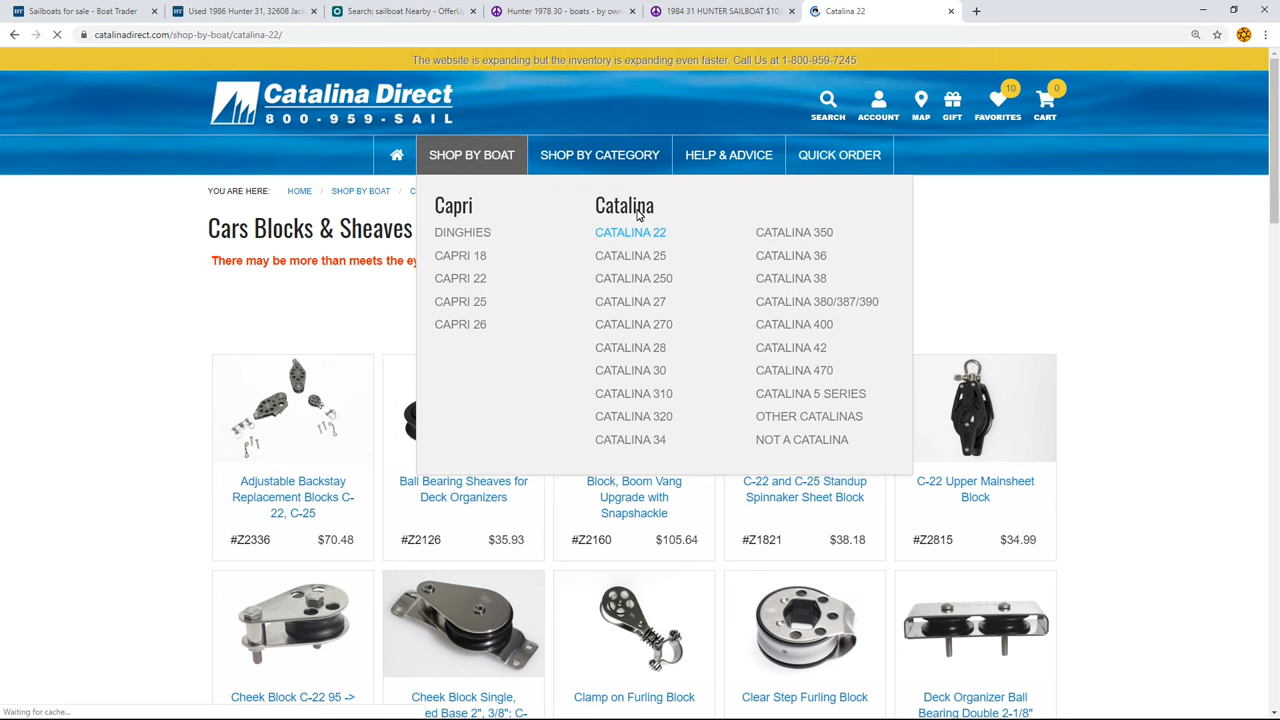 Sailboats for sale - Boat Trader
Used 1986 Hunter 31, 32608 Jack
Search: sailboat Nearby - OfferUp
Hunter 1978 30 - boats - by own
1984 31 HUNTER SAILBOAT $10,
Catalina 22
catalinadirect.com/shop-by-boat/catalina-22/
The website is expanding but the inventory is expanding even faster. Call Us at 1-800-959-7245
Catalina Direct
800-959-SAIL
10
0
SEARCH ACCOUNT MAP GIFT FAVORITES CART
SHOP BY BOAT SHOP BY CATEGORY HELP & ADVICE QUICK ORDER
YOU ARE HERE: HOME / SHOP BY BOAT / C
Cars Blocks & Sheaves
There may be more than meets the ey
Capri
DINGHIES
CAPRI 18
CAPRI 22
CAPRI 25
CAPRI 26
Catalina
CATALINA 22
CATALINA 25
CATALINA 250
CATALINA 27
CATALINA 270
CATALINA 28
CATALINA 30
CATALINA 310
CATALINA 320
CATALINA 34
CATALINA 350
CATALINA 36
CATALINA 38
CATALINA 380/387/390
CATALINA 400
CATALINA 42
CATALINA 470
CATALINA 5 SERIES
OTHER CATALINAS
NOT A CATALINA
Adjustable Backstay
Replacement Blocks C-
22, C-25
#Z2336 $70.48
Ball Bearing Sheaves for
Deck Organizers
#Z2126 $35.93
Block, Boom Vang
Upgrade with
Snapshackle
#Z2160 $105.64
C-22 and C-25 Standup
Spinnaker Sheet Block
#Z1821 $38.18
C-22 Upper Mainsheet
Block
#Z2815 $34.99
Cheek Block C-22 95 ->
Cheek Block Single,
ed Base 2", 3/8": C-
Clamp on Furling Block
Clear Step Furling Block
Deck Organizer Ball
Bearing Double 2-1/8"
Waiting for cache...